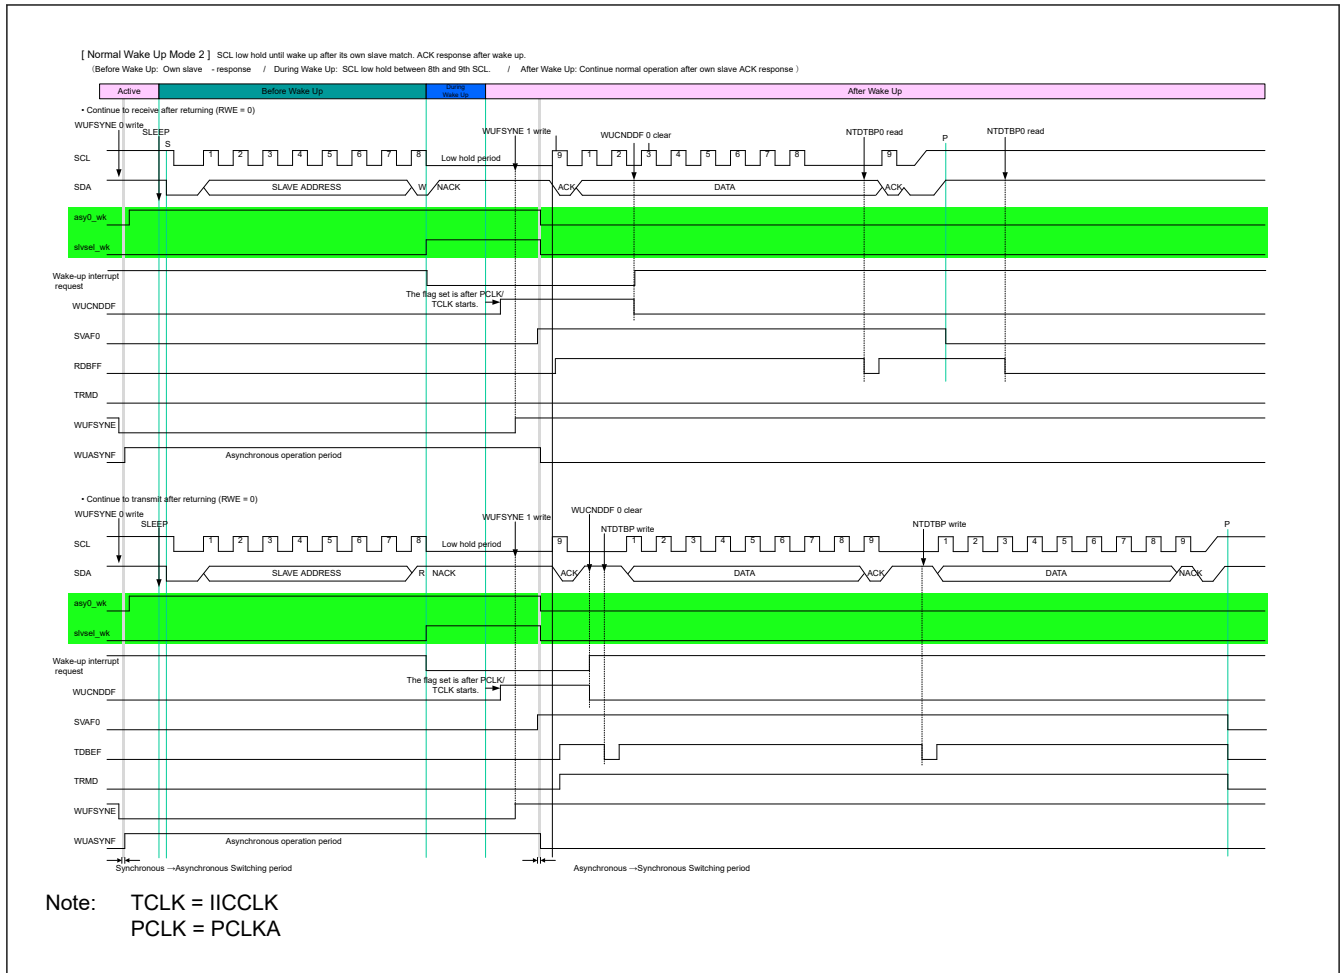 [ Normal Wake Up Mode 2 ] SCL low hold until wake up after its own slave match. ACK response after wake up.
(Before Wake Up: Own slave - response / During Wake Up: SCL low hold between 8th and 9th SCL. / After Wake Up: Continue normal operation after own slave ACK response )
Active Before Wake Up During Wake Up After Wake Up
• Continue to receive after returning (RWE = 0)
WUFSYNE 0 write SLEEP WUFSYNE 1 write WUCNDDF 0 clear NTDTBP0 read P NTDTBP0 read
S
SCL 1 2 3 4 5 6 7 8 Low hold period 9 1 2 3 4 5 6 7 8 9
SDA SLAVE ADDRESS W NACK ACK DATA ACK
asy0_wk
slvsel_wk
Wake-up interrupt request
The flag set is after PCLK/
TCLK starts.
WUCNDDF
SVAF0
RDBFF
TRMD
WUFSYNE
WUASYNF Asynchronous operation period
• Continue to transmit after returning (RWE = 0)
WUFSYNE 0 write SLEEP WUFSYNE 1 write WUCNDDF 0 clear NTDTBP write NTDTBP write P
SCL 1 2 3 4 5 6 7 8 Low hold period 9 1 2 3 4 5 6 7 8 9 1 2 3 4 5 6 7 8 9
SDA SLAVE ADDRESS R NACK ACK DATA ACK DATA NACK
asy0_wk
slvsel_wk
Wake-up interrupt request
The flag set is after PCLK/
TCLK starts.
WUCNDDF
SVAF0
TDBEF
TRMD
WUFSYNE
WUASYNF Asynchronous operation period
Synchronous →Asynchronous Switching period Asynchronous →Synchronous Switching period
Note: TCLK = IICCLK
PCLK = PCLKA